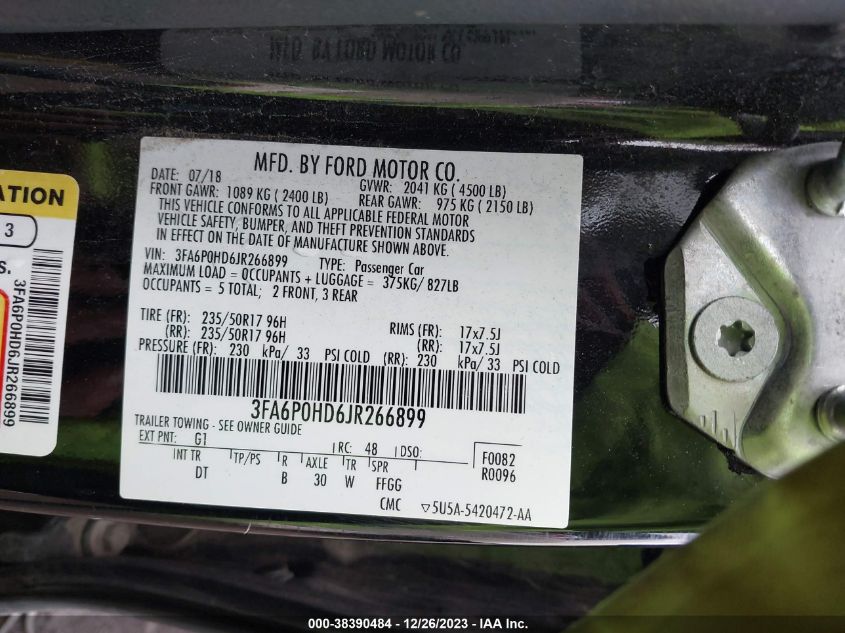 MFD. BY FORD MOTOR CO.
DATE: 07/18 GVWR: 2041 KG ( 4500 LB)
FRONT GAWR: 1089 KG ( 2400 LB) REAR GAWR: 975 KG ( 2150 LB)
THIS VEHICLE CONFORMS TO ALL APPLICABLE FEDERAL MOTOR
VEHICLE SAFETY, BUMPER, AND THEFT PREVENTION STANDARDS
IN EFFECT ON THE DATE OF MANUFACTURE SHOWN ABOVE.
VIN: 3FA6P0HD6JR266899 TYPE: Passenger Car
MAXIMUM LOAD = OCCUPANTS + LUGGAGE = 375KG/ 827LB
OCCUPANTS = 5 TOTAL; 2 FRONT, 3 REAR
TIRE (FR): 235/50R17 96H RIMS (FR): 17x7.5J
(RR): 235/50R17 96H (RR): 17x7.5J
PRESSURE (FR): 230 kPa/ 33 PSI COLD (RR): 230 kPa/33 PSI COLD
3FA6P0HD6JR266899
TRAILER TOWING - SEE OWNER GUIDE
EXT PNT: G1 RC: 48 DSO: F0082
INT TR TP/PS R AXLE TR SPR R0096
DT B 30 W FFGG
CMC ▽5U5A-5420472-AA
ATION
3
S.
3FA6P0HD6JR266899
MFD. BY FORD MOTOR CO
000-38390484 / 12/26/2023 - IAA Inc.